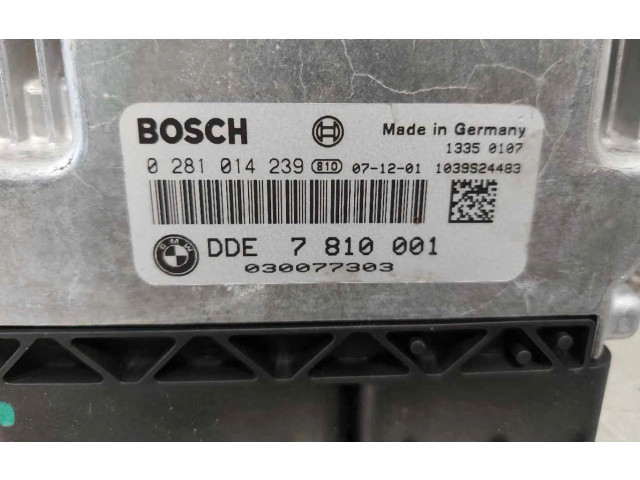 BOSCH
Made in Germany
1335 0107
0 281 014 239 810 07-12-01 1039S24483
BMW DDE 7 810 001
030077303